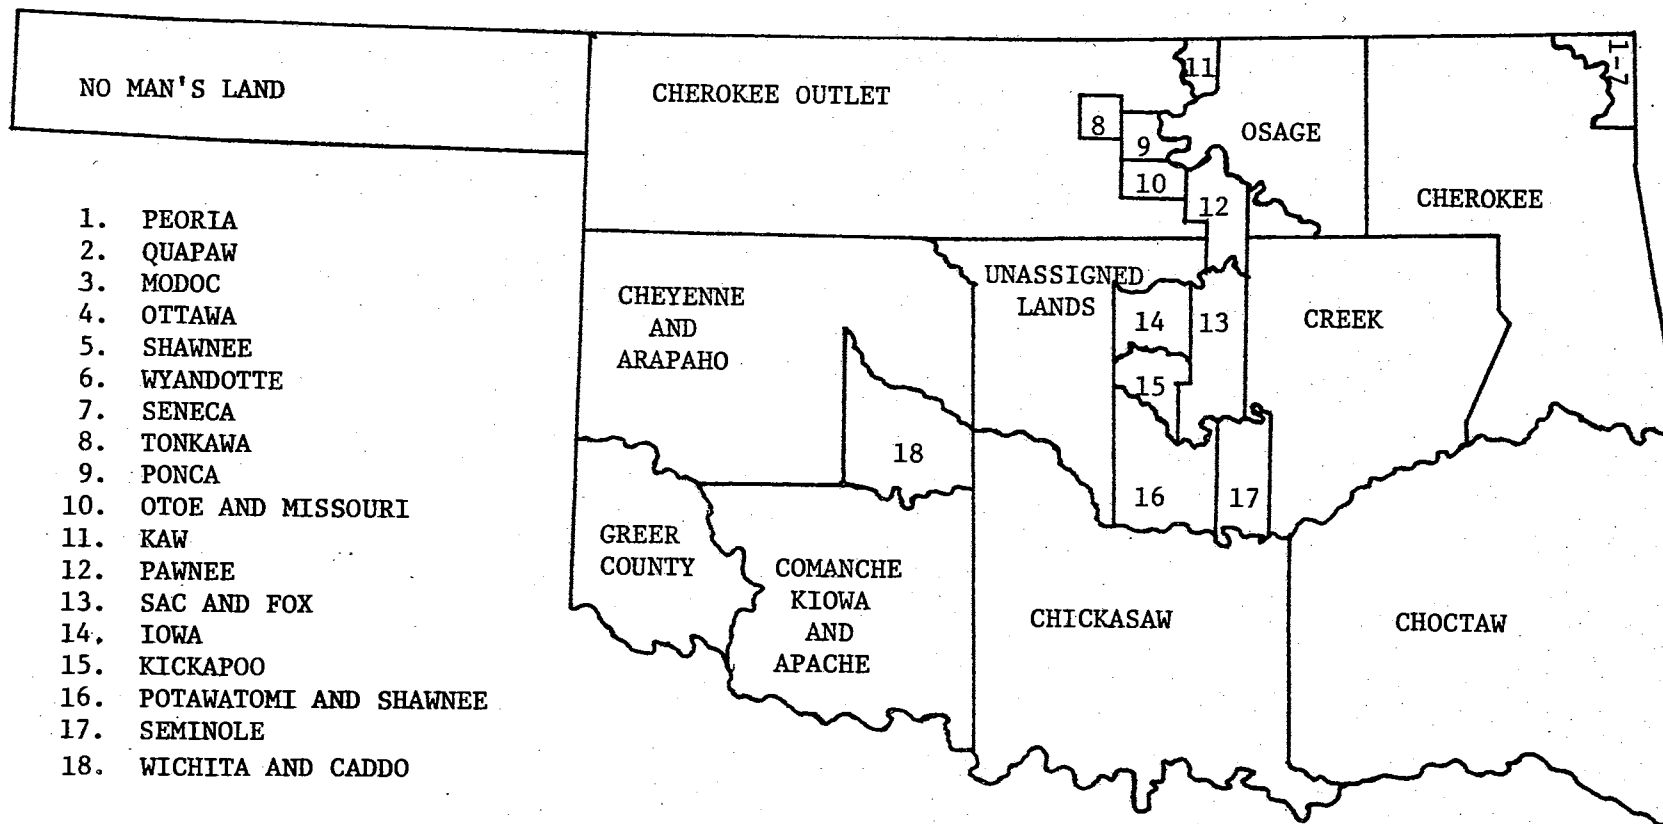 NO MAN'S LAND
CHEROKEE OUTLET
11
1-7
8
9
OSAGE
10
12
CHEROKEE
1. PEORIA
2. QUAPAW
3. MODOC
4. OTTAWA
5. SHAWNEE
6. WYANDOTTE
7. SENECA
8. TONKAWA
9. PONCA
10. OTOE AND MISSOURI
11. KAW
12. PAWNEE
13. SAC AND FOX
14. IOWA
15. KICKAPOO
16. POTAWATOMI AND SHAWNEE
17. SEMINOLE
18. WICHITA AND CADDO
CHEYENNE
AND
ARAPAHO
UNASSIGNED
LANDS
14
13
CREEK
15
18
16
17
GREER
COUNTY
COMANCHE
KIOWA
AND
APACHE
CHICKASAW
CHOCTAW